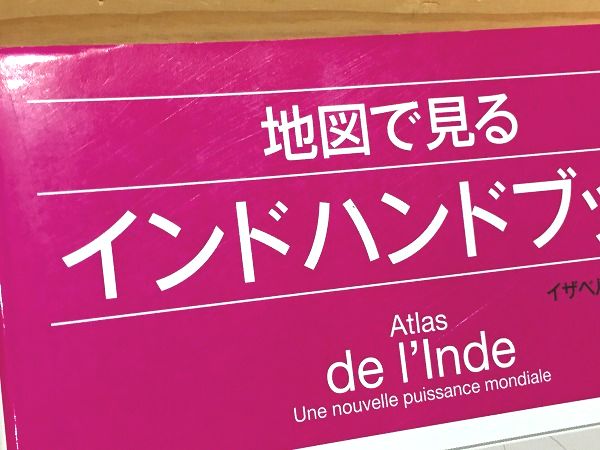 地図で見る
インドハンドブッ
イザベル
Atlas
de l'Inde
Une nouvelle puissance mondiale